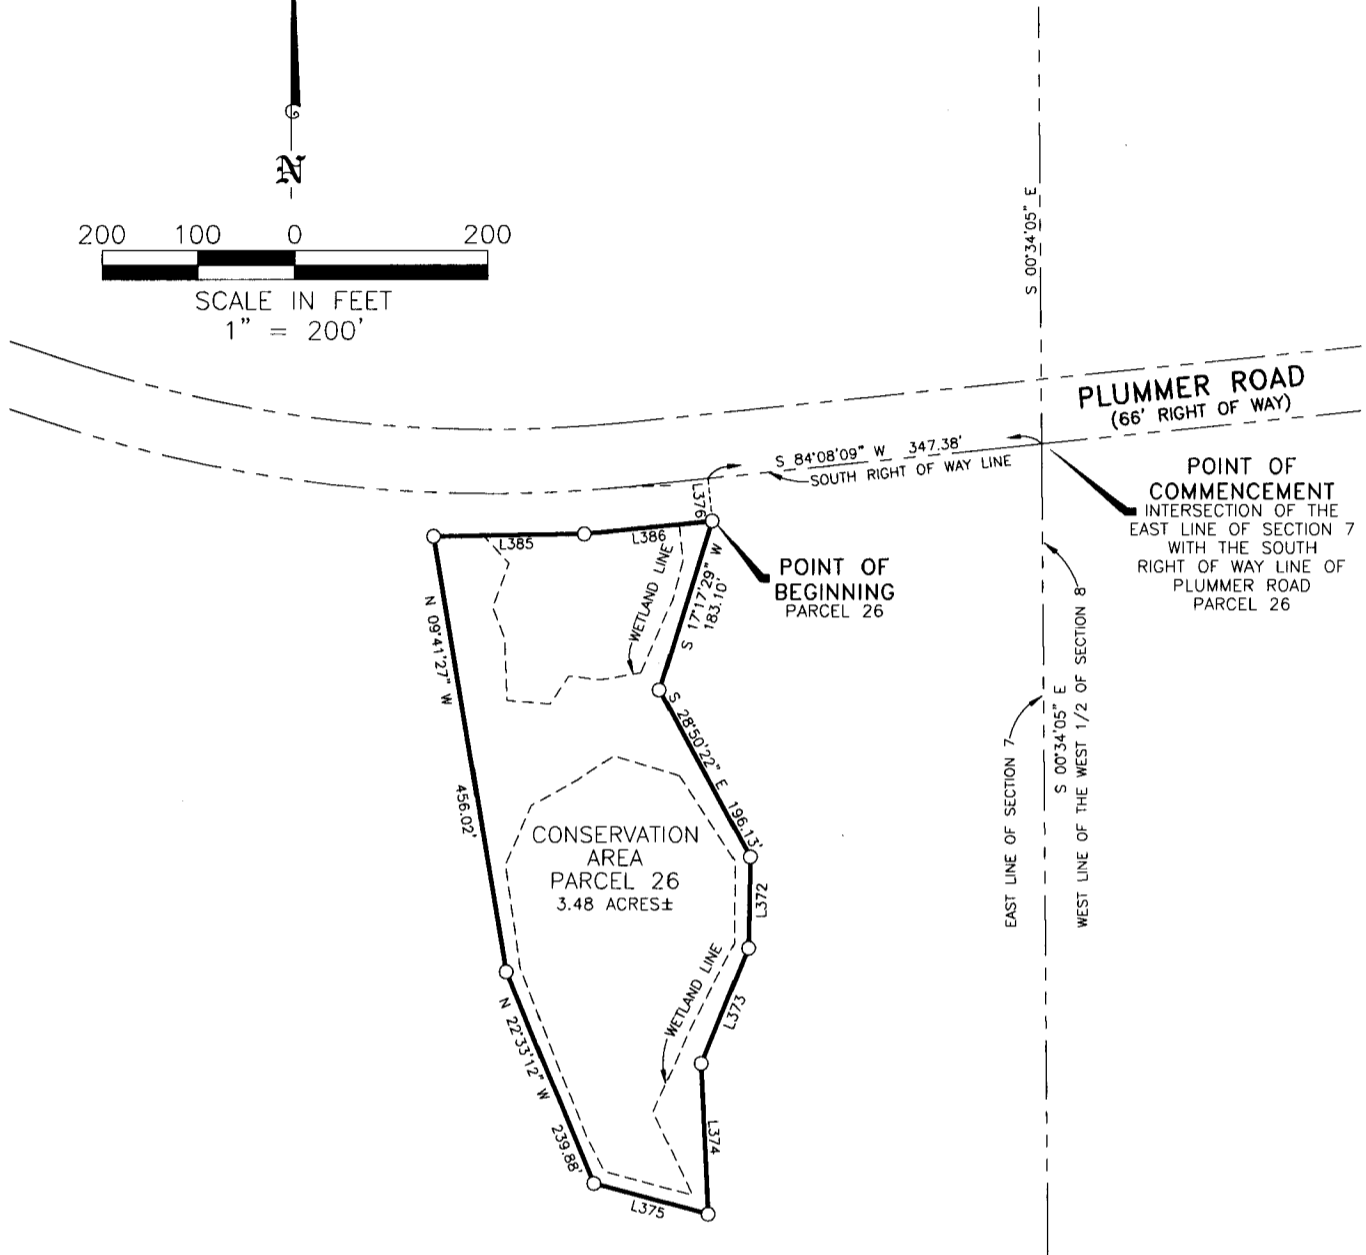 N
200 100 0 200
SCALE IN FEET
1" = 200'
S 00°34'05" E
PLUMMER ROAD
(66' RIGHT OF WAY)
S 84°08'09" W 347.38'
SOUTH RIGHT OF WAY LINE
POINT OF
COMMENCEMENT
INTERSECTION OF THE
EAST LINE OF SECTION 7
WITH THE SOUTH
RIGHT OF WAY LINE OF
PLUMMER ROAD
PARCEL 26
L376
L385
L386
POINT OF
BEGINNING
PARCEL 26
WETLAND LINE
S 17°17'29" W
183.10'
N 09°41'27" W
456.02'
S 28°50'22" E 196.13'
EAST LINE OF SECTION 7
S 00°34'05" E
WEST LINE OF THE WEST 1/2 OF SECTION 8
CONSERVATION
AREA
PARCEL 26
3.48 ACRES±
L372
WETLAND LINE
L373
N 22°33'12" W
239.88'
L374
L375